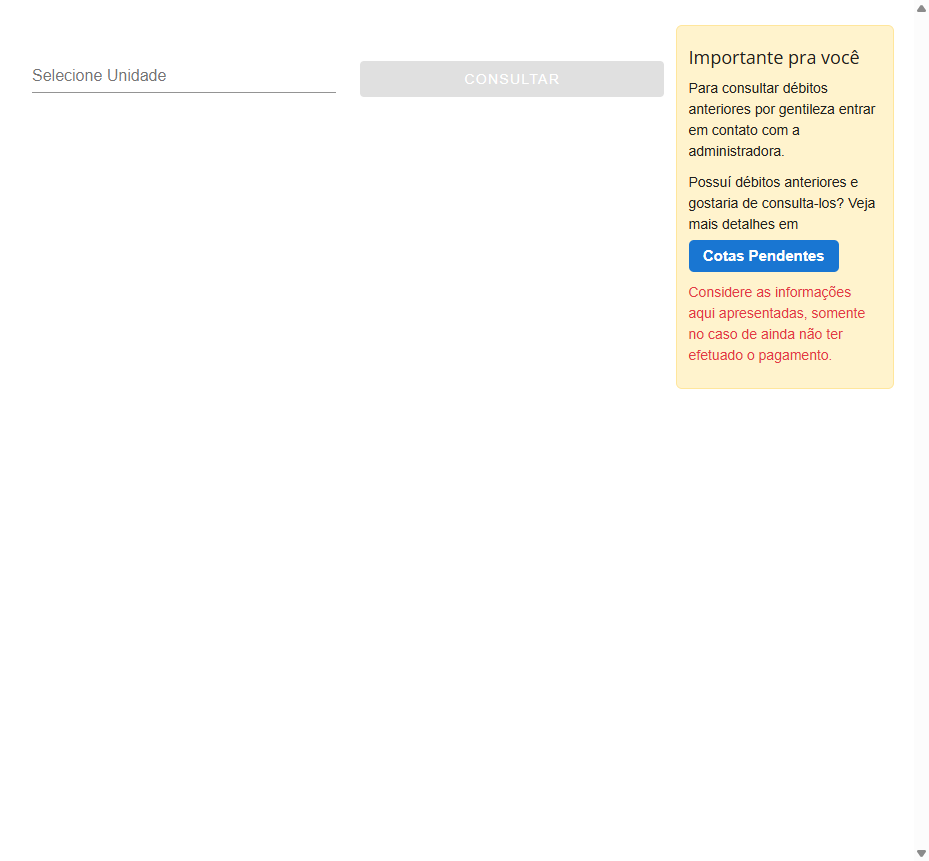 Selecione Unidade
CONSULTAR
Importante pra você
Para consultar débitos
anteriores por gentileza entrar
em contato com a
administradora.
Possuí débitos anteriores e
gostaria de consulta-los? Veja
mais detalhes em
Cotas Pendentes
Considere as informações
aqui apresentadas, somente
no caso de ainda não ter
efetuado o pagamento.